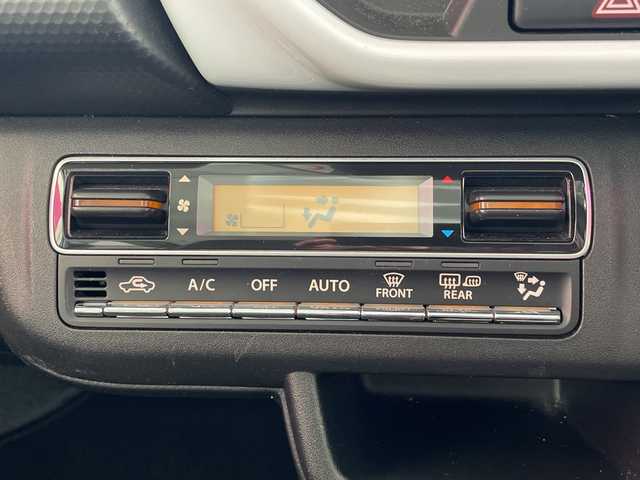 A/C OFF AUTO FRONT REAR